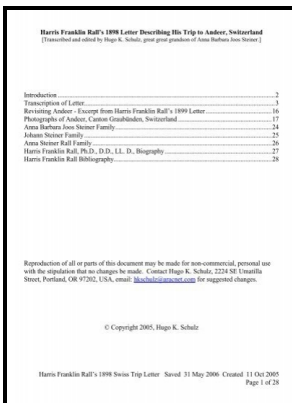 Harris Franklin Rall's 1898 Letter Describing His Trip to Andeer, Switzerland
[Transcribed and edited by Hugo K. Schulz, great great grandson of Anna Barbara Joos Steiner.]
Introduction....................2
Transcription of Letter....................3
Revisiting Andeer - Excerpt from Harris Franklin Rall's 1899 Letter....................16
Photographs of Andeer, Canton Graubünden, Switzerland....................17
Anna Barbara Joos Steiner Family....................24
Johann Steiner Family....................25
Anna Steiner Rall Family....................26
Harris Franklin Rall, Ph.D., D.D., LL. D., Biography....................27
Harris Franklin Rall Bibliography....................28
Reproduction of all or parts of this document may be made for non-commercial, personal use
with the stipulation that no changes be made. Contact Hugo K. Schulz, 2224 SE Umatilla
Street, Portland, OR 97202, USA, email: hkschulz@aracnet.com for suggested changes.
© Copyright 2005, Hugo K. Schulz
Harris Franklin Rall's 1898 Swiss Trip Letter Saved 31 May 2006 Created 11 Oct 2005
Page 1 of 28